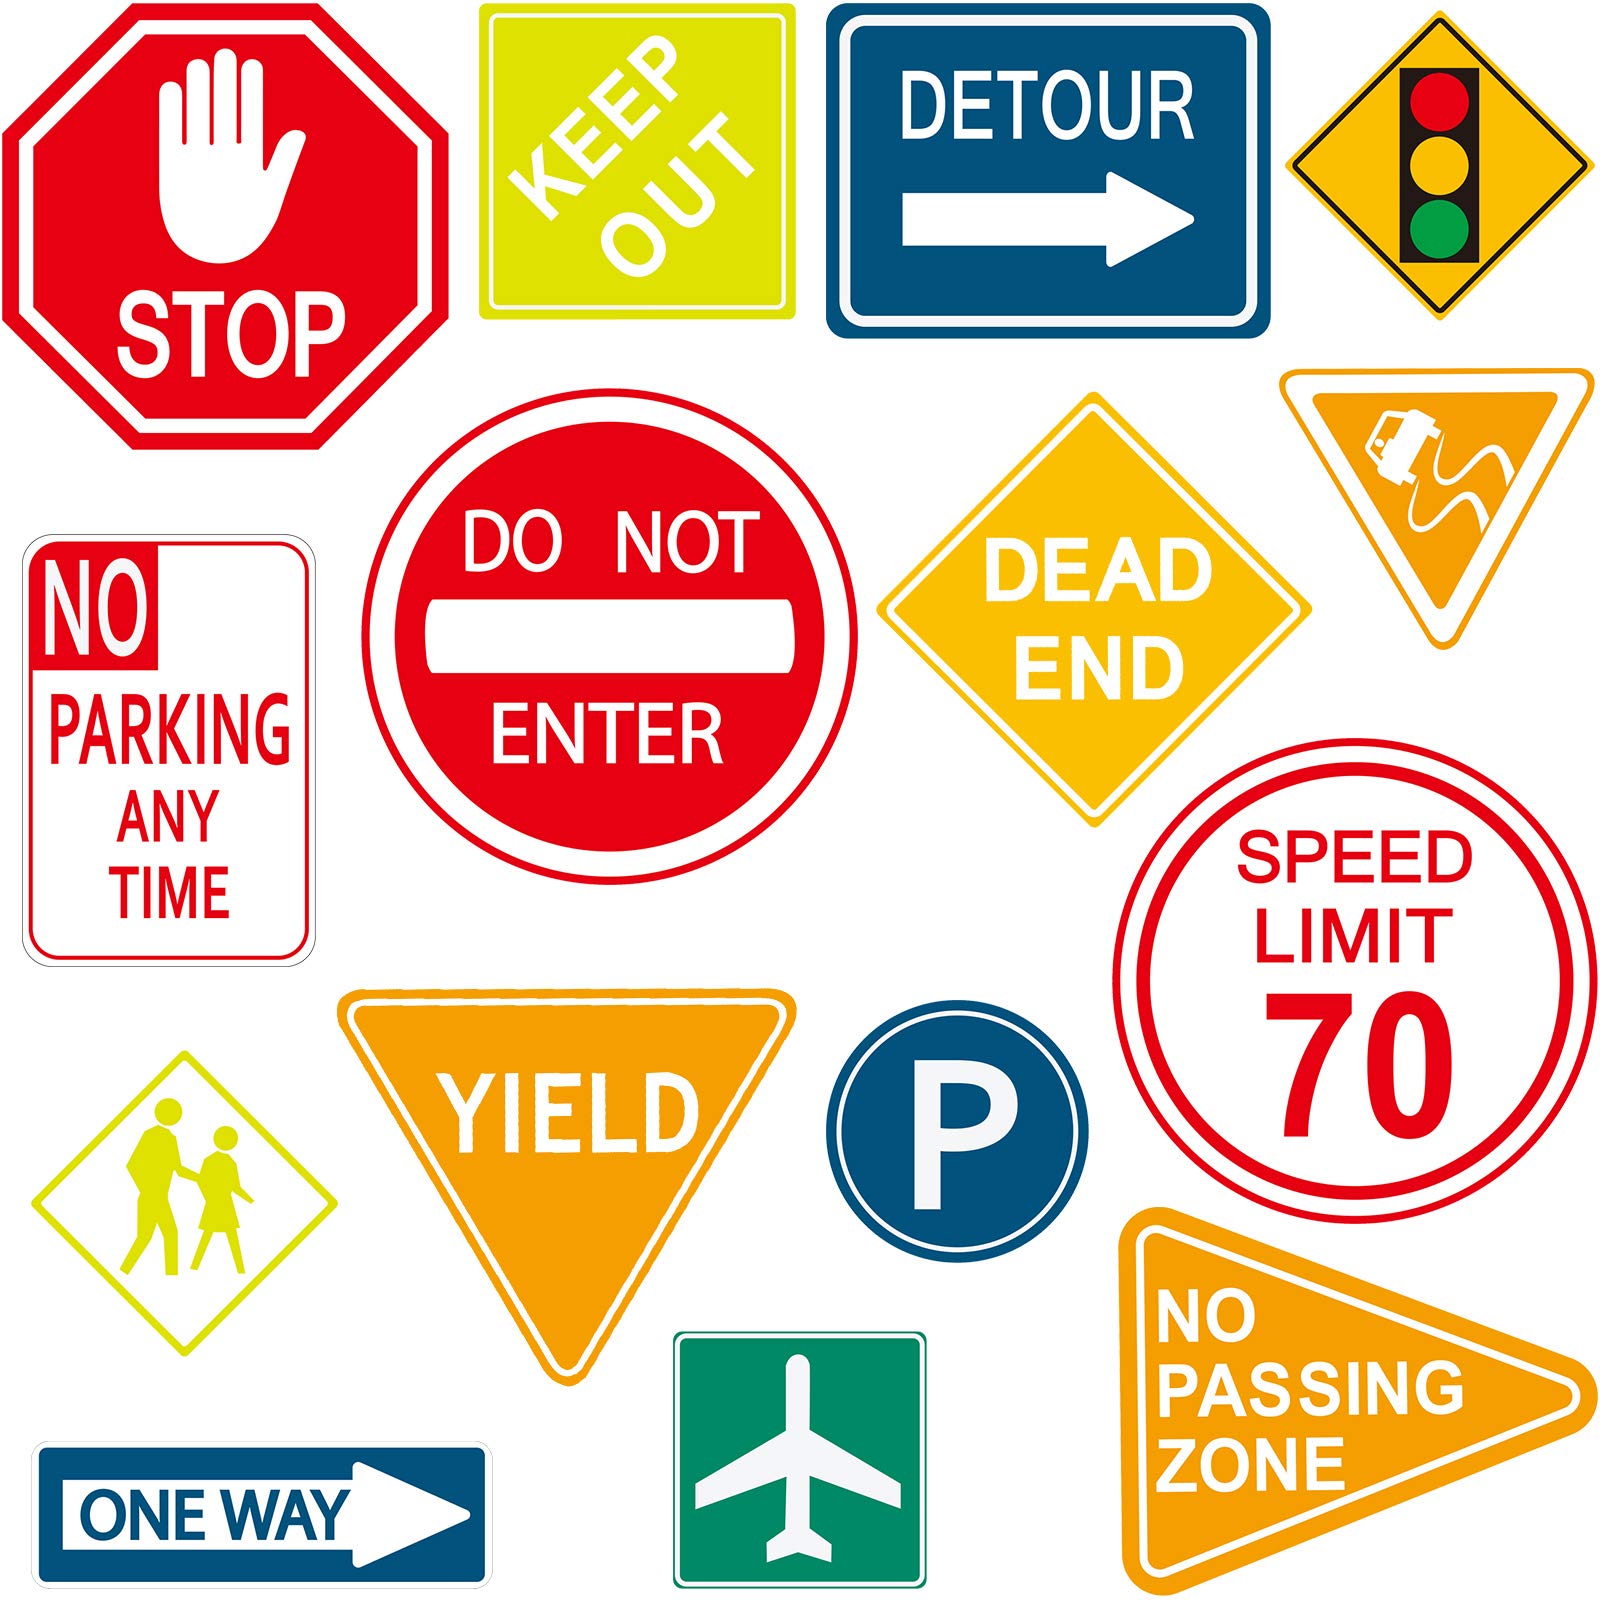 STOP
KEEP
OUT
DETOUR
DO NOT
ENTER
DEAD
END
NO
PARKING
ANY
TIME
SPEED
LIMIT
70
YIELD
P
NO
PASSING
ZONE
ONE WAY